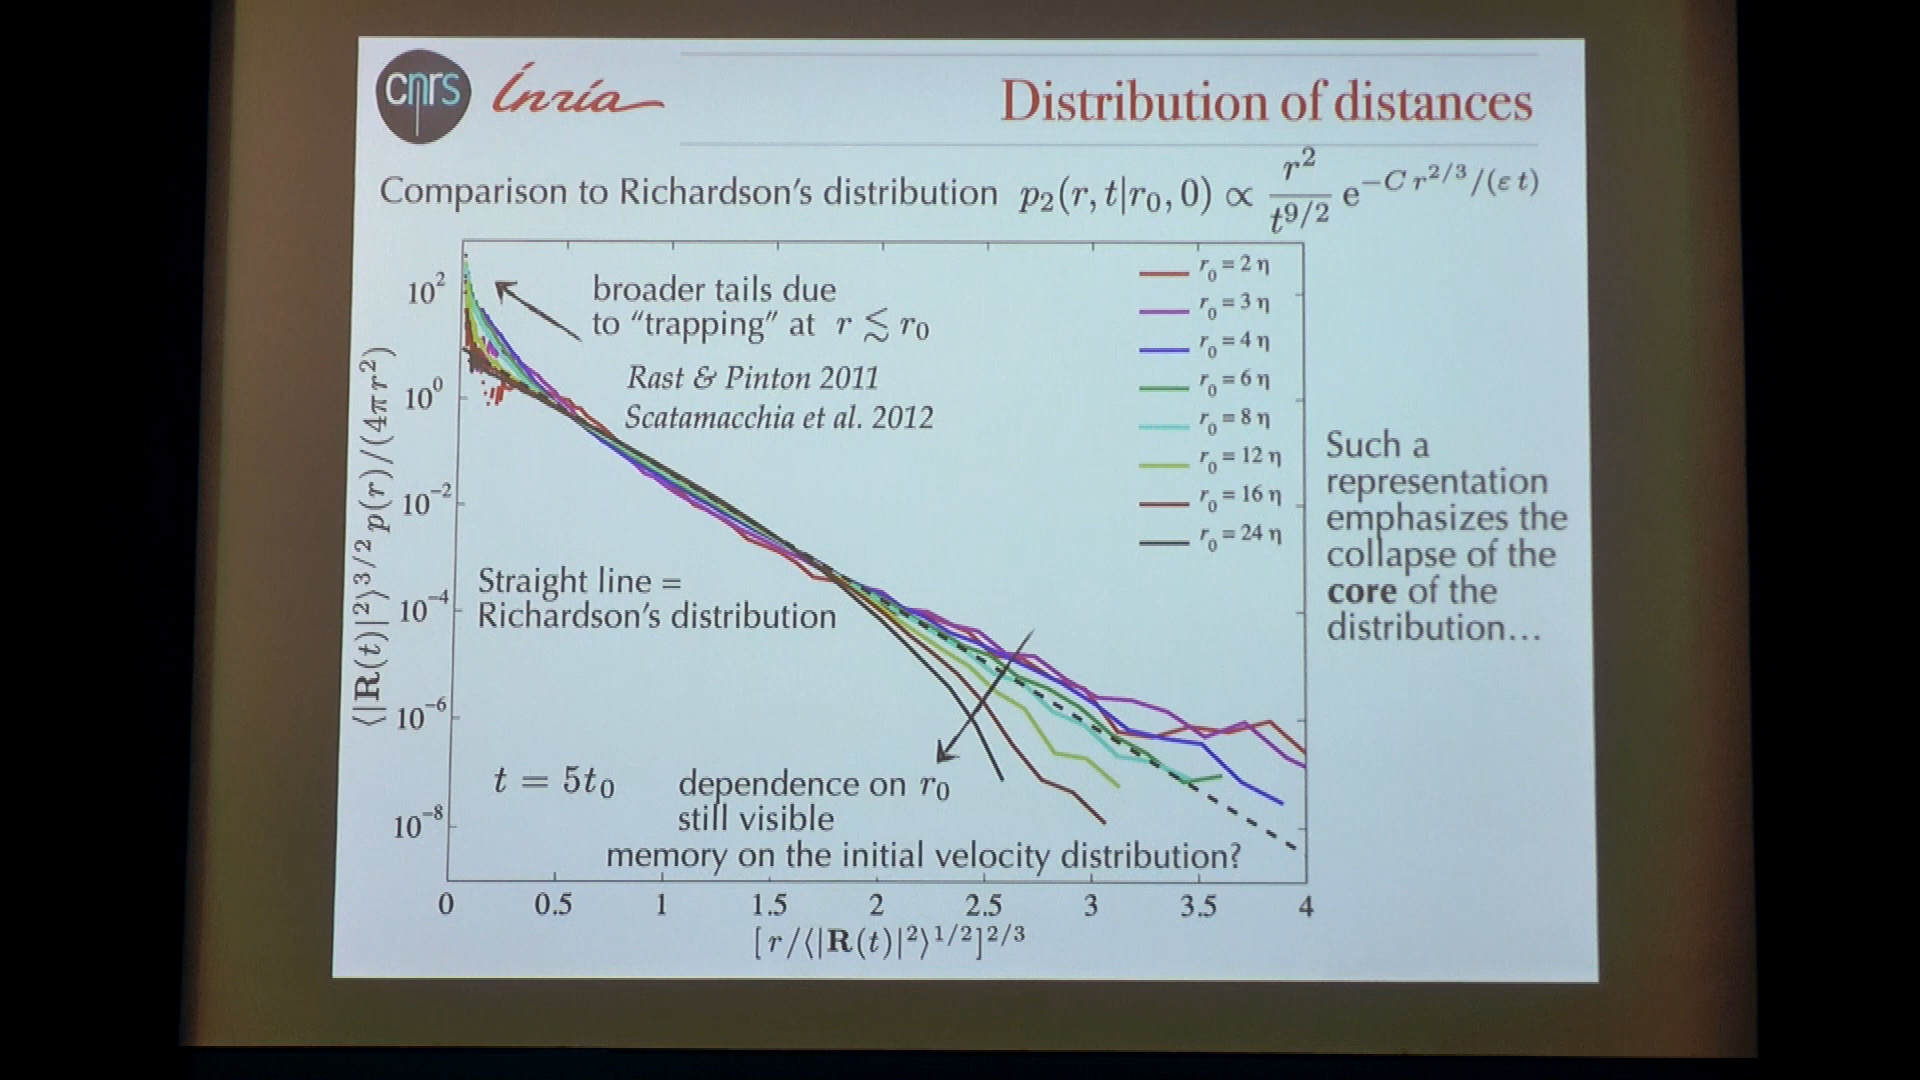 cnrs
Inria
Distribution of distances
Comparison to Richardson's distribution p₂(r, t|r₀, 0) ∝ r²/t^{9/2} e^{−C r^{2/3}/(ε t)}
broader tails due
to “trapping” at r ≲ r₀
Rast & Pinton 2011
Scatamacchia et al. 2012
r₀ = 2 η
r₀ = 3 η
r₀ = 4 η
r₀ = 6 η
r₀ = 8 η
r₀ = 12 η
r₀ = 16 η
r₀ = 24 η
Such a
representation
emphasizes the
collapse of the
core of the
distribution...
Straight line =
Richardson's distribution
t = 5t₀
dependence on r₀
still visible
memory on the initial velocity distribution?
⟨|R(t)|²⟩^{3/2} p(r)/(4πr²)
10²
10⁰
10⁻²
10⁻⁴
10⁻⁶
10⁻⁸
0 0.5 1 1.5 2 2.5 3 3.5 4
[r/⟨|R(t)|²⟩^{1/2}]^{2/3}